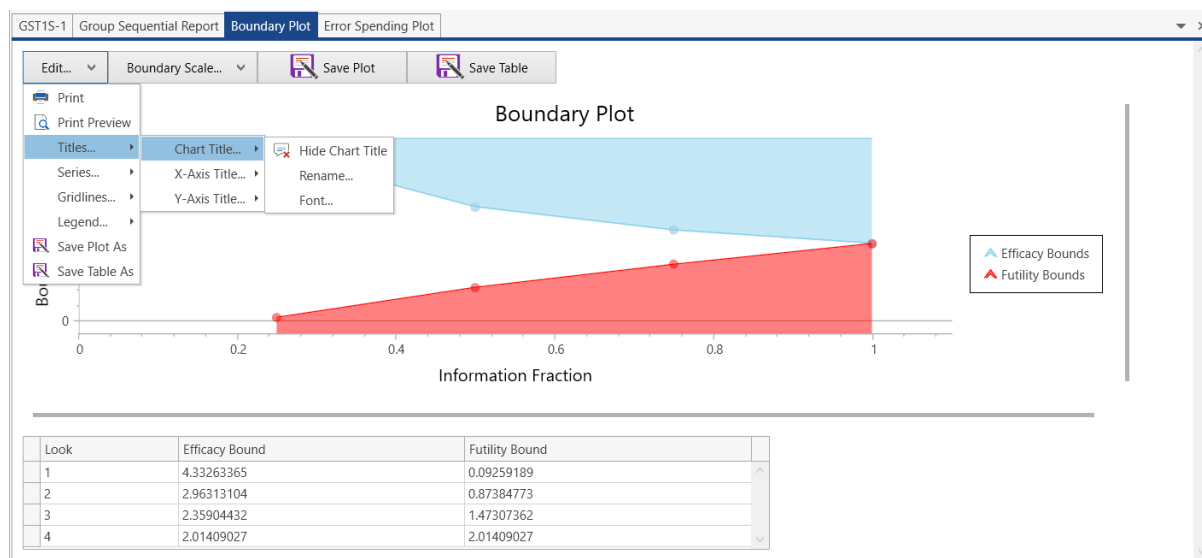 GST1S-1 Group Sequential Report Boundary Plot Error Spending Plot
Edit... Boundary Scale... Save Plot Save Table
Print
Print Preview
Titles...
Series...
Gridlines...
Legend...
Save Plot As
Save Table As
Chart Title...
X-Axis Title...
Y-Axis Title...
Hide Chart Title
Rename...
Font...
Boundary Plot
Efficacy Bounds
Futility Bounds
0
0 0.2 0.4 0.6 0.8 1
Information Fraction
Look Efficacy Bound Futility Bound
1 4.33263365 0.09259189
2 2.96313104 0.87384773
3 2.35904432 1.47307362
4 2.01409027 2.01409027